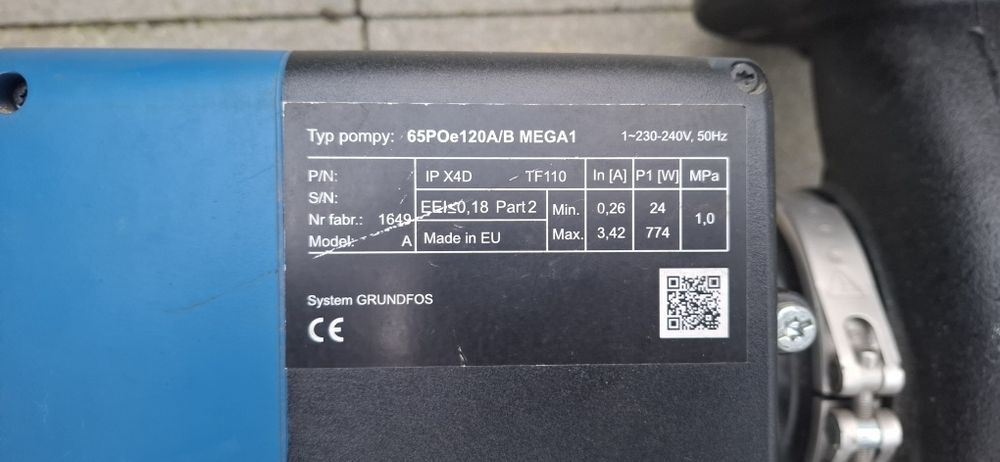 Typ pompy: 65POe120A/B MEGA1 1~230-240V, 50Hz
P/N: IP X4D TF110 In [A] P1 [W] MPa
S/N: EEI≤0,18 Part2 Min. 0,26 24 1,0
Nr fabr.: 1649 Max. 3,42 774
Model: A Made in EU
System GRUNDFOS
CE